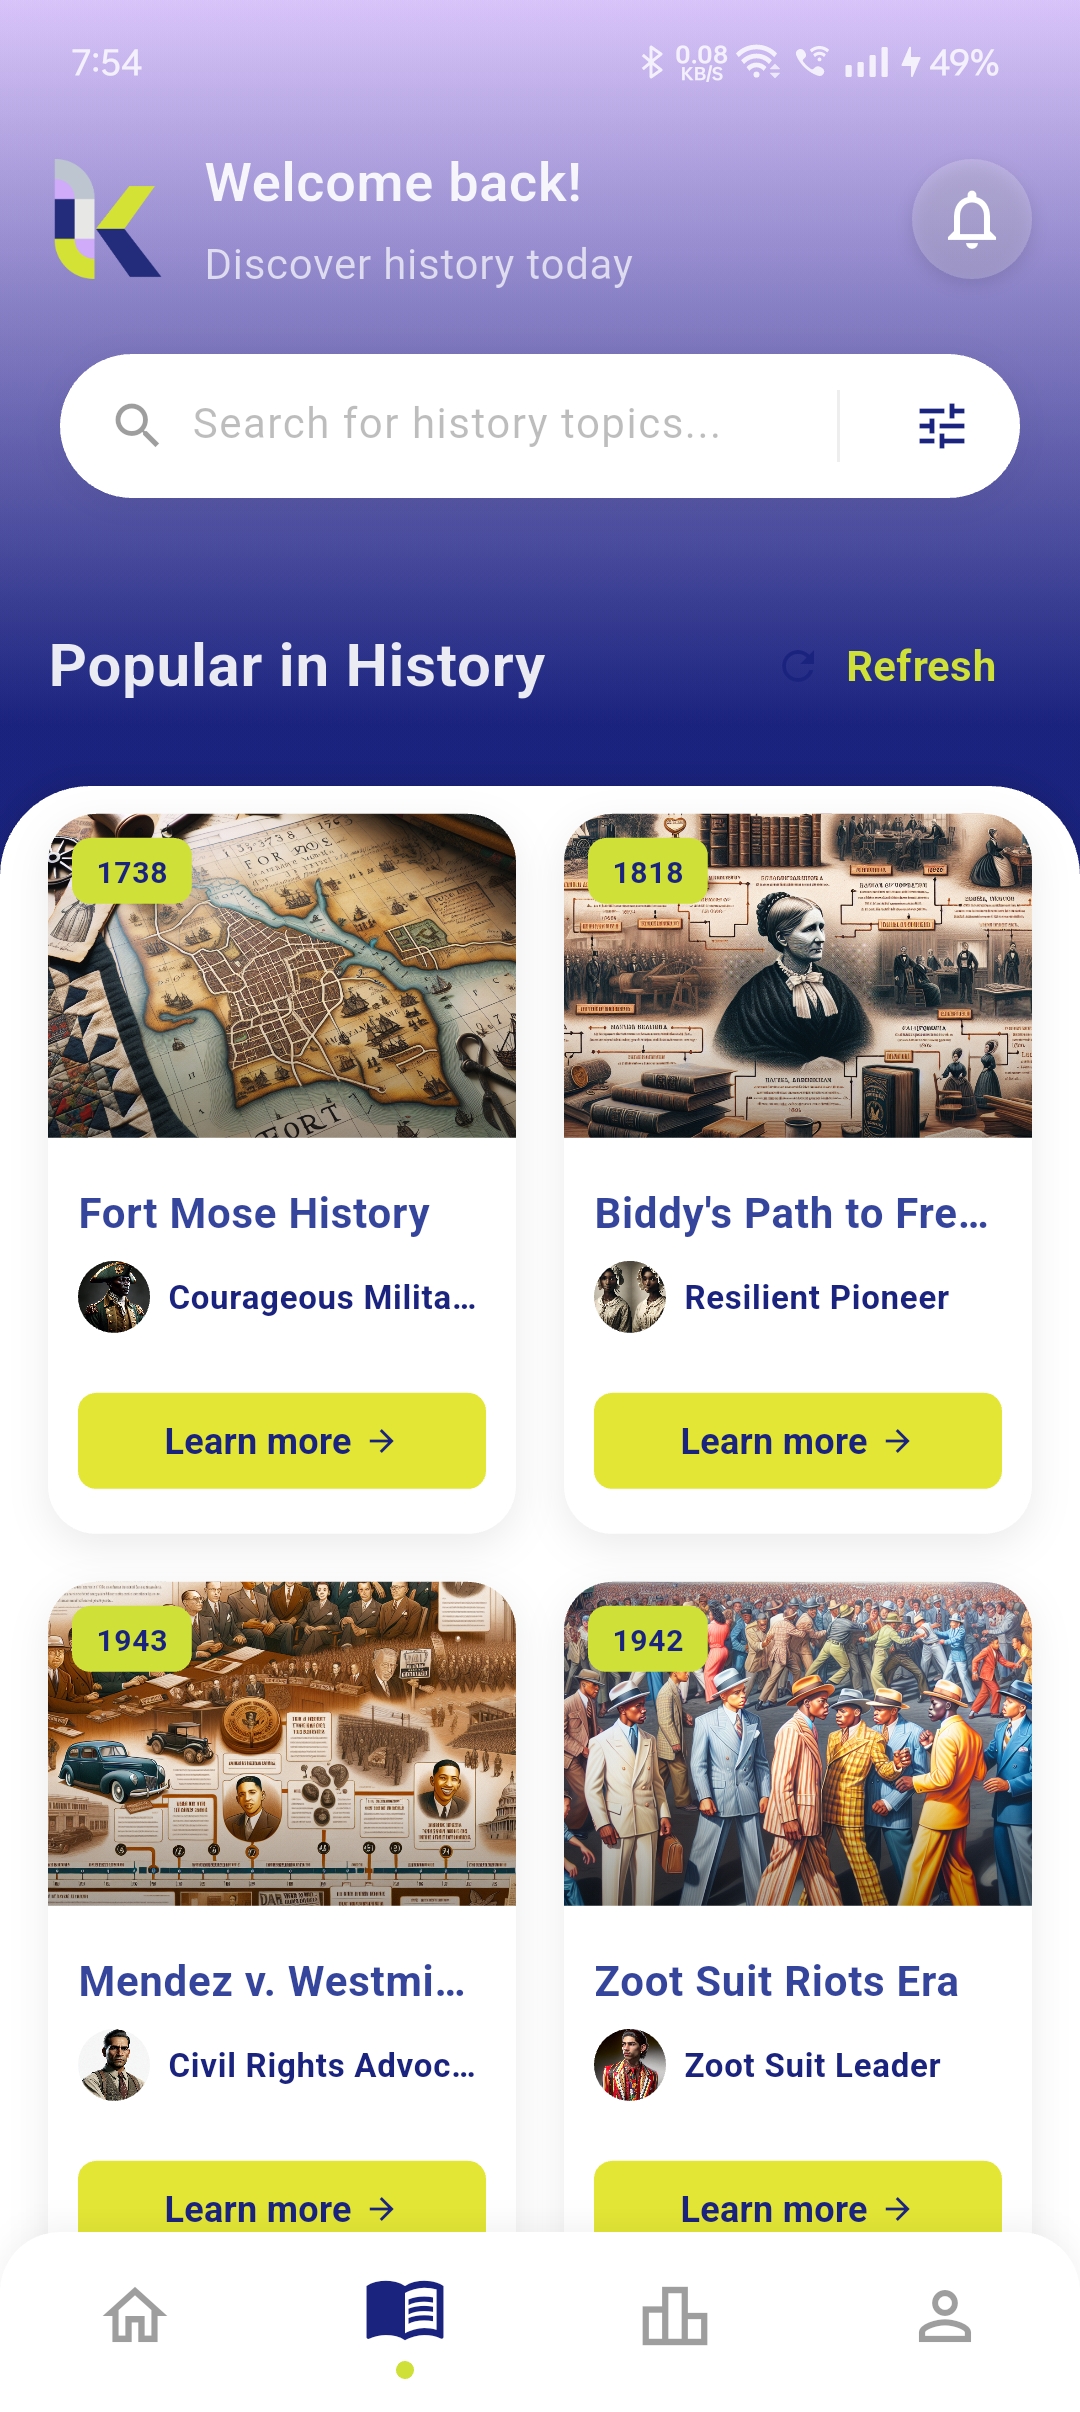 7:54
0.08
KB/S
49%
Welcome back!
Discover history today
Search for history topics...
Popular in History
Refresh
1738
1818
FORT
Fort Mose History
Biddy's Path to Fre...
Courageous Milita...
Resilient Pioneer
Learn more →
Learn more →
1943
1942
Mendez v. Westmi...
Zoot Suit Riots Era
Civil Rights Advoc...
Zoot Suit Leader
Learn more →
Learn more →